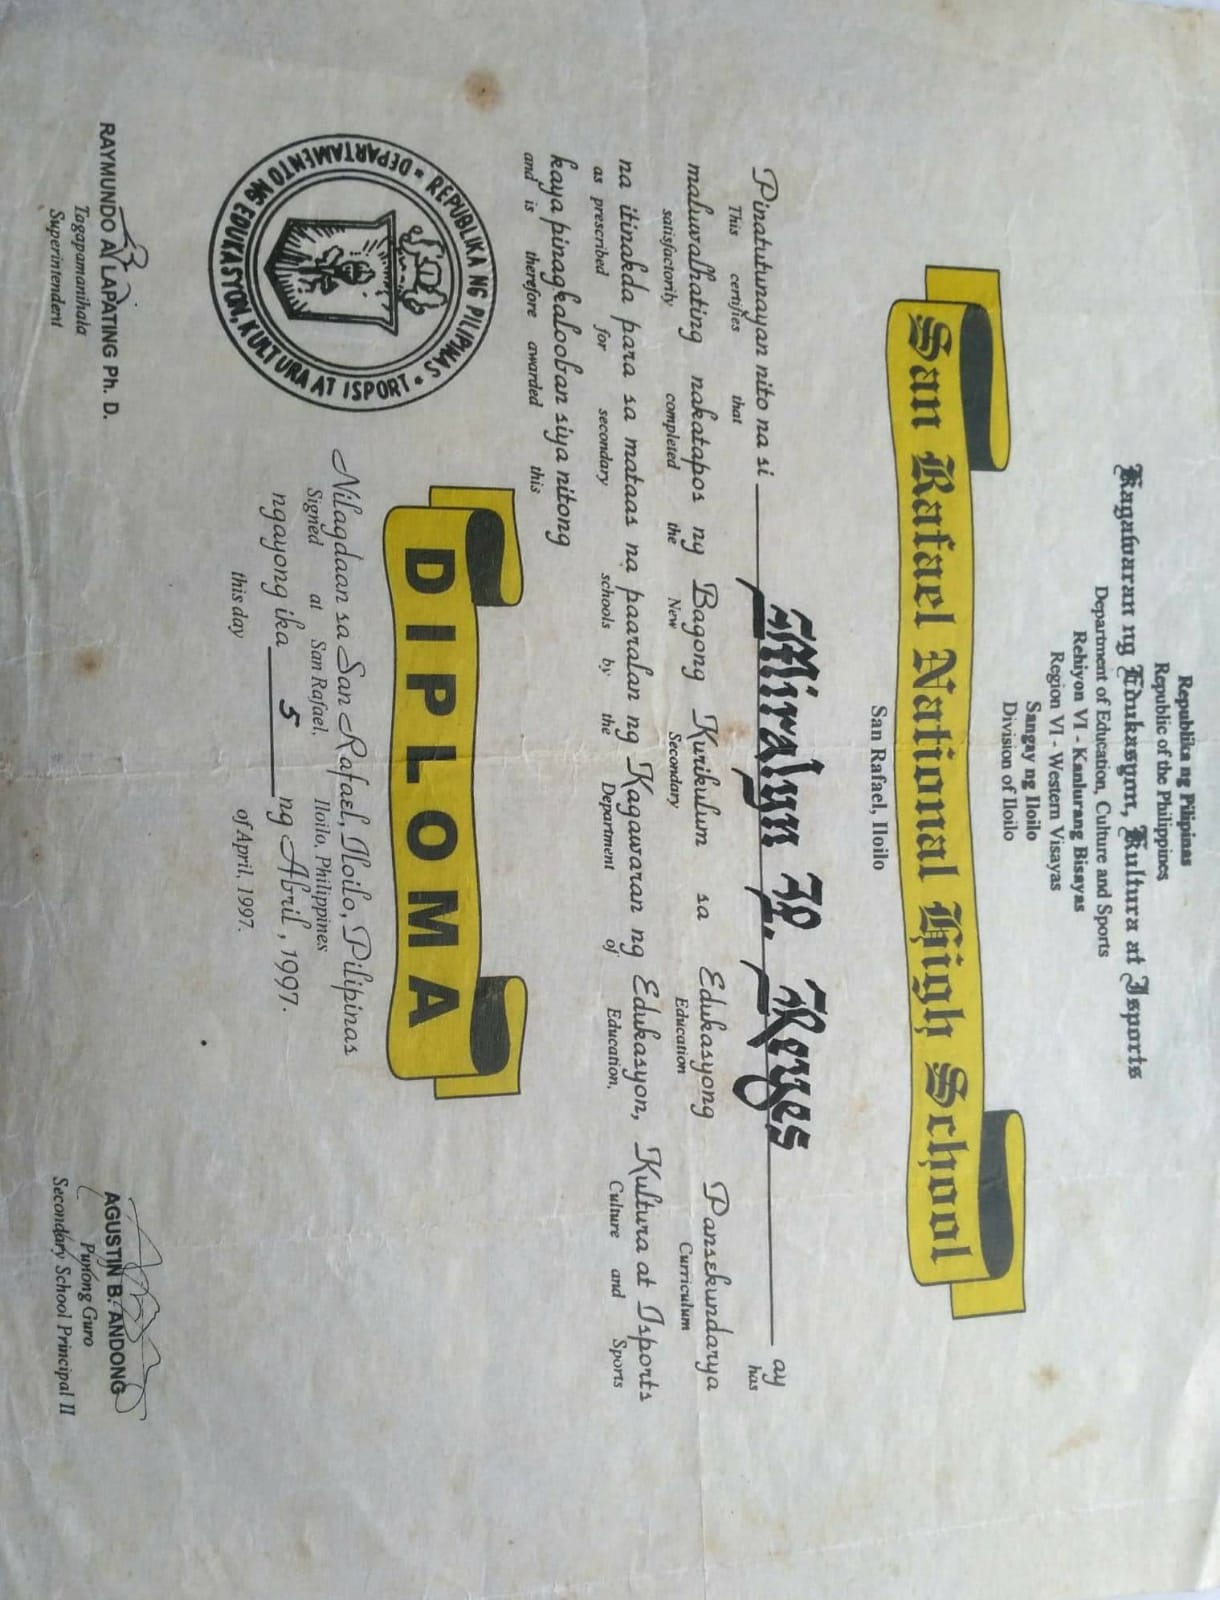 Republika ng Pilipinas
Republic of the Philippines
Kagawaran ng Edukasyon, Kultura at Isports
Department of Education, Culture and Sports
Rehiyon VI - Kanlurang Bisayas
Region VI - Western Visayas
Sangay ng Iloilo
Division of Iloilo
San Rafael National High School
San Rafael, Iloilo
Pinatutunayan nito na si Miralyn P. Reyes ay
This certifies that has
maluwalhating nakatapos ng Bagong Kurikulum sa Edukasyong Pansekundarya
satisfactorily completed the New Secondary Education Curriculum
na itinakda para sa mataas na paaralan ng Kagawaran ng Edukasyon, Kultura at Isports
as prescribed for secondary schools by the Department of Education, Culture and Sports
kaya pinagkalooban siya nitong
and is therefore awarded this
DIPLOMA
REPUBLIKA NG PILIPINAS
DEPARTAMENTO NG EDUKASYON, KULTURA AT ISPORT
Nilagdaan sa San Rafael, Iloilo, Pilipinas
Signed at San Rafael, Iloilo, Philippines
ngayong ika 5 ng Abril, 1997.
this day of April, 1997.
RAYMUNDO A. LAPATING Ph. D.
Tagapamanihala
Superintendent
AGUSTIN B. ANDONG
Punong Guro
Secondary School Principal II